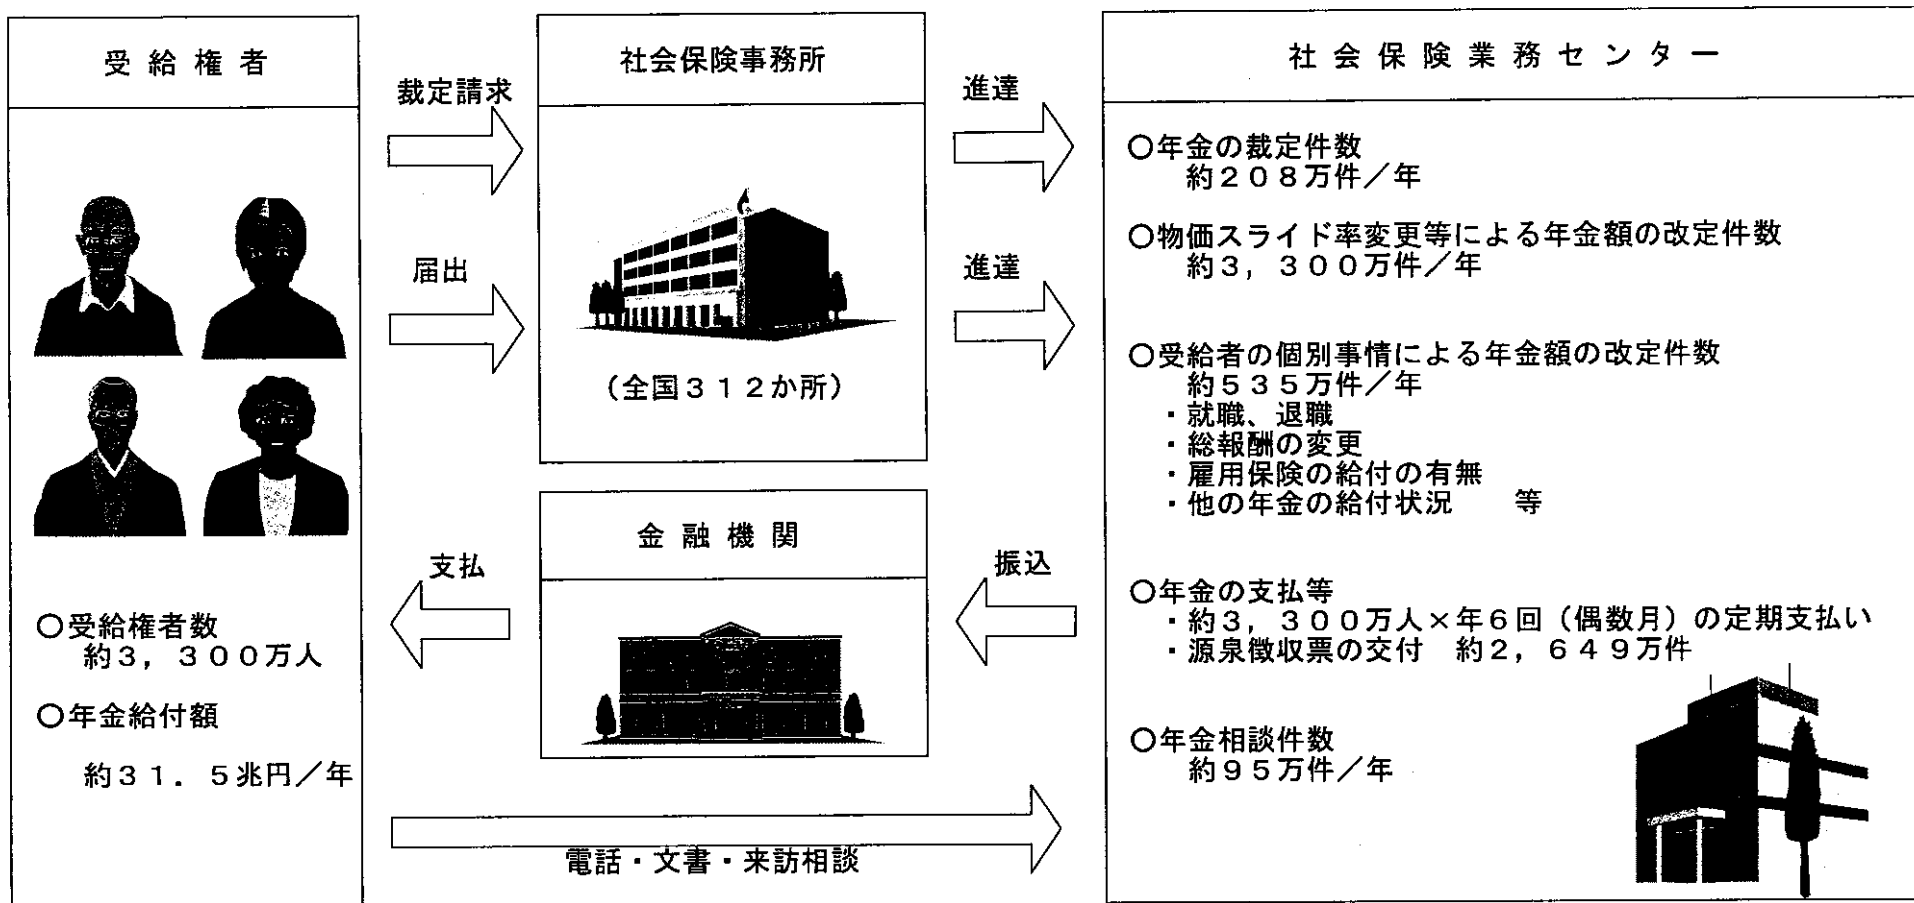 受給権者
○受給権者数
約3,300万人
○年金給付額
約31.5兆円／年
裁定請求
届出
支払
社会保険事務所
（全国312か所）
金融機関
進達
進達
振込
電話・文書・来訪相談
社会保険業務センター
○年金の裁定件数
約208万件／年
○物価スライド率変更等による年金額の改定件数
約3,300万件／年
○受給者の個別事情による年金額の改定件数
約535万件／年
・就職、退職
・総報酬の変更
・雇用保険の給付の有無
・他の年金の給付状況　　等
○年金の支払等
・約3,300万人×年6回（偶数月）の定期支払い
・源泉徴収票の交付　約2,649万件
○年金相談件数
約95万件／年